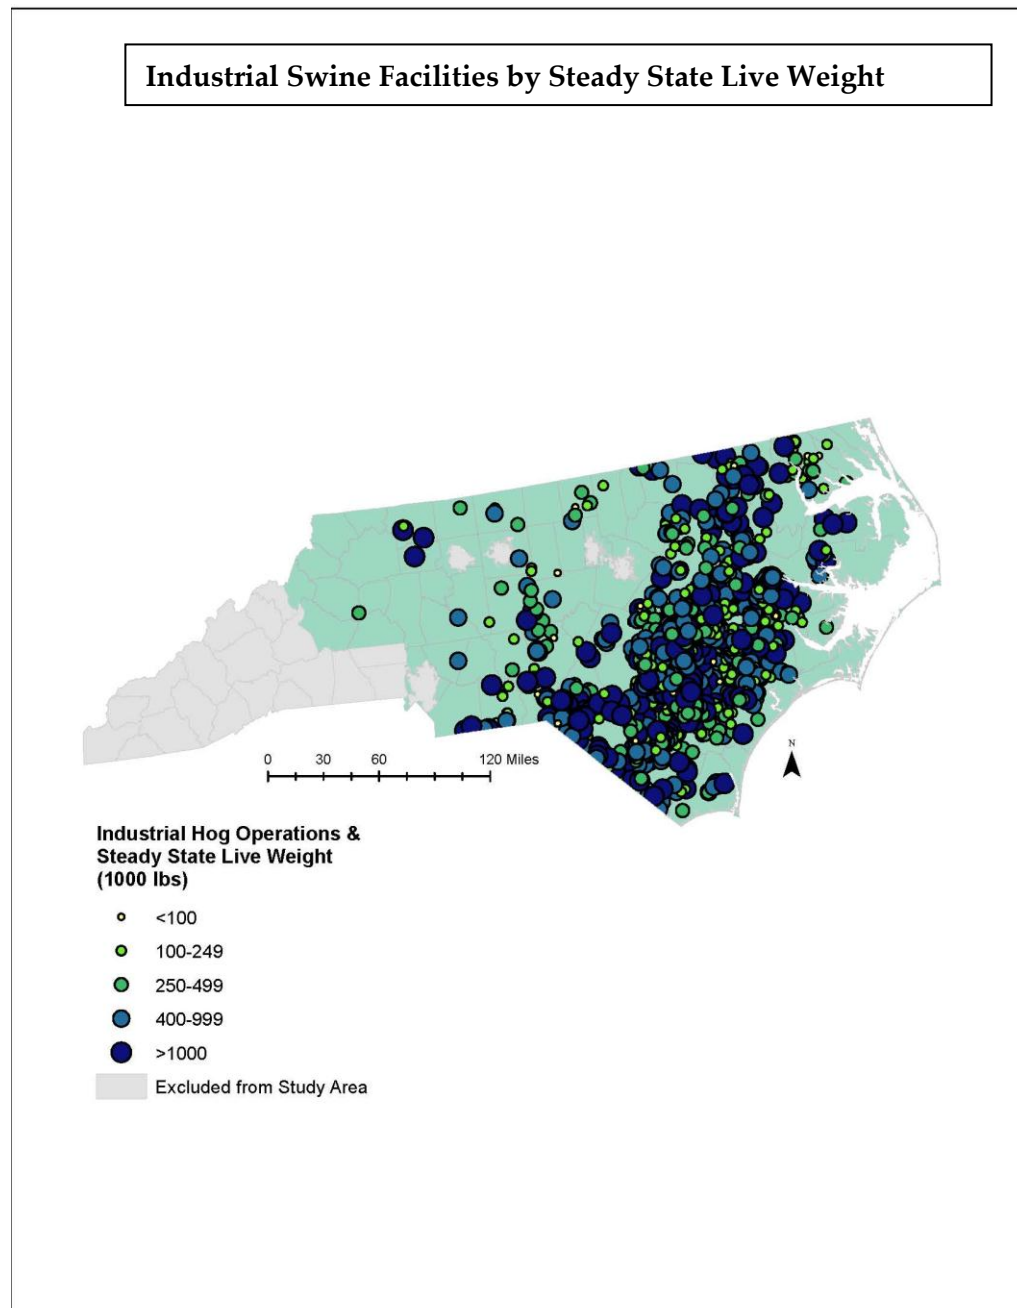 Industrial Swine Facilities by Steady State Live Weight
N
0 30 60 120 Miles
Industrial Hog Operations &
Steady State Live Weight
(1000 lbs)
<100
100-249
250-499
400-999
>1000
Excluded from Study Area